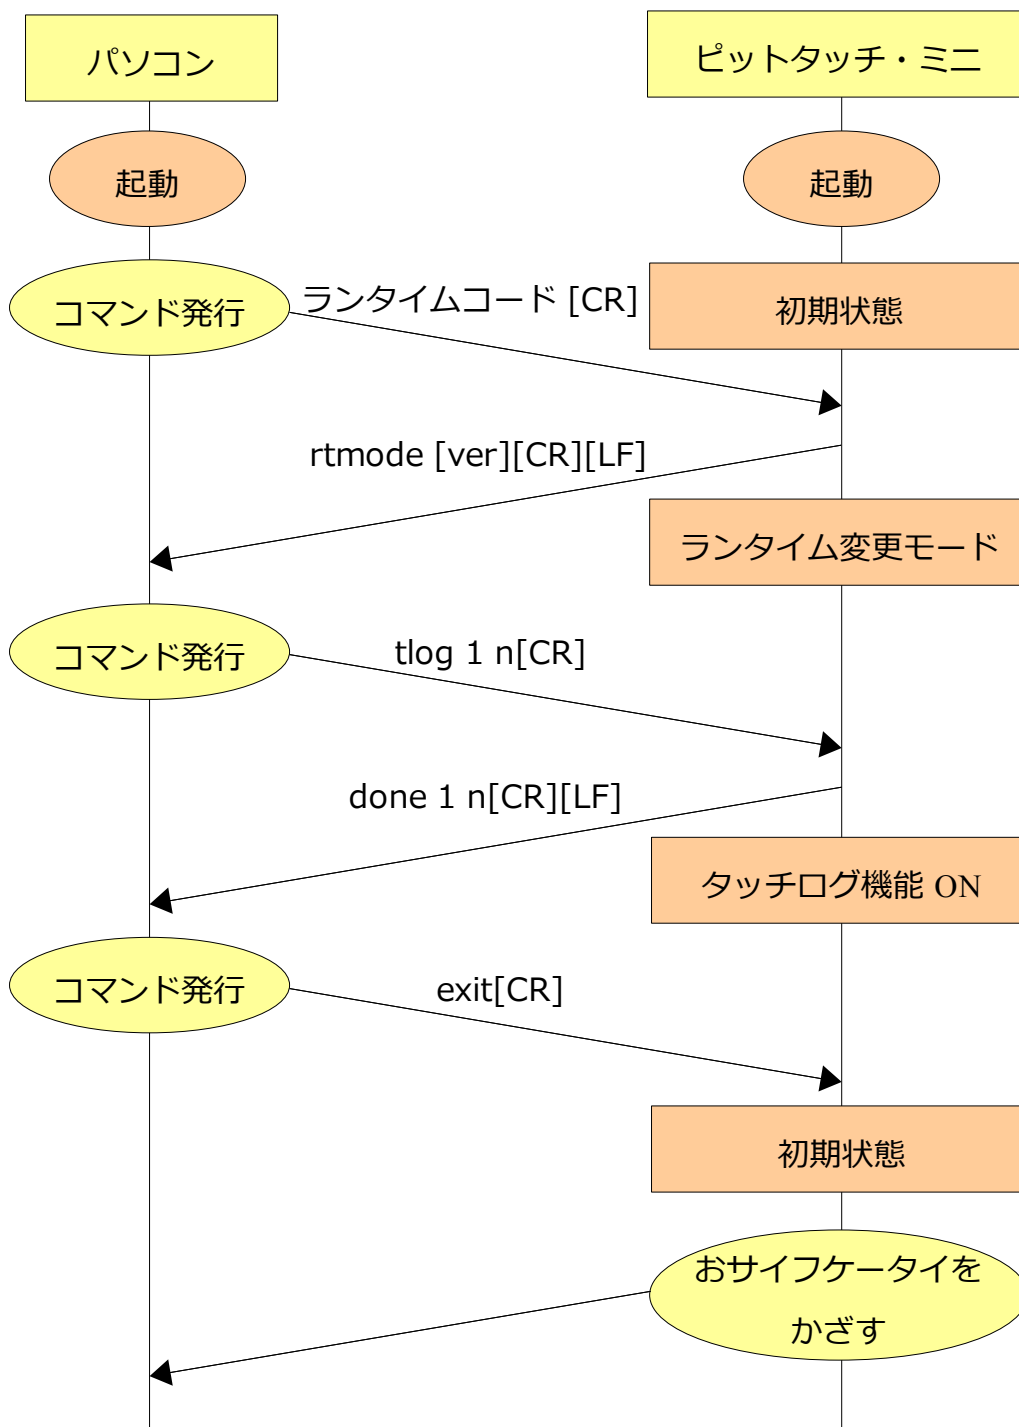 パソコン
ピットタッチ・ミニ
起動
起動
コマンド発行
ランタイムコード [CR]
初期状態
rtmode [ver][CR][LF]
ランタイム変更モード
コマンド発行
tlog 1 n[CR]
done 1 n[CR][LF]
タッチログ機能 ON
コマンド発行
exit[CR]
初期状態
おサイフケータイを
かざす